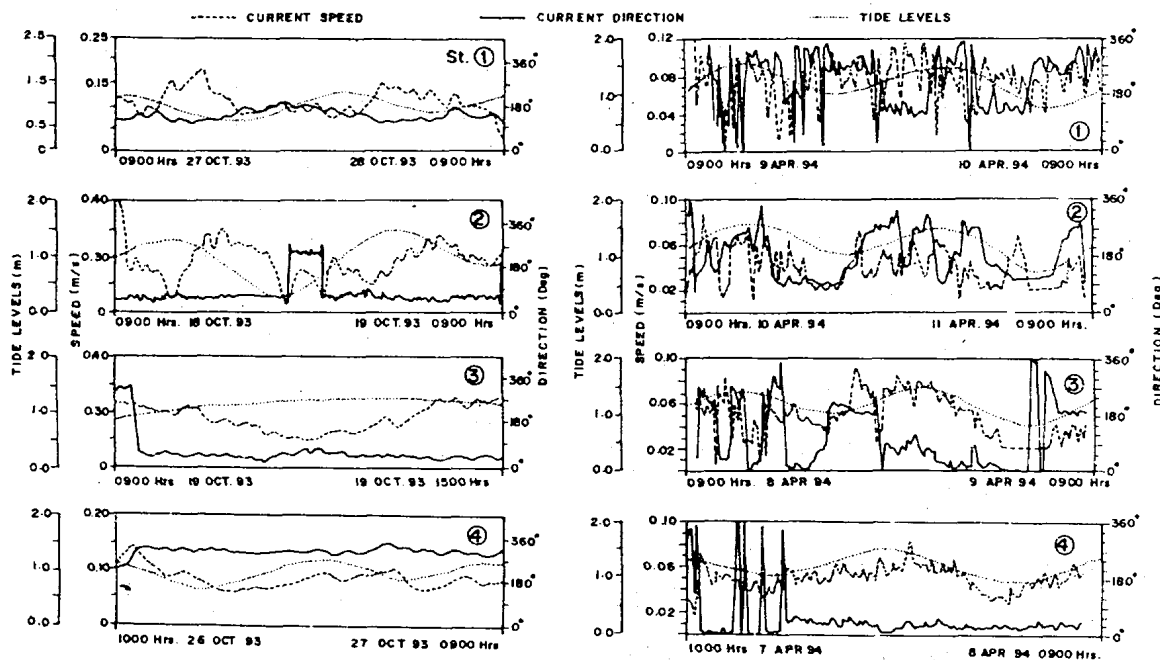 CURRENT SPEED CURRENT DIRECTION TIDE LEVELS
2.5 0.25 St. ① 360°
1.5 0.15 180°
0.5
0 0 0°
0900 Hrs 27 OCT. 93 28 OCT. 93 0900 Hrs
2.0 0.12 360°
1.0 0.08 180°
0.04
0.0 0 ① 0°
0900 Hrs 9 APR. 94 10 APR. 94 0900 Hrs
2.0 0.40 ② 360°
1.0 0.30 180°
0.0 0 0°
0900 Hrs. 18 OCT. 93 19 OCT. 93 0900 Hrs
2.0 0.10 ② 360°
1.0 0.06 180°
0.0 0.02 0°
0900 Hrs 10 APR. 94 11 APR. 94 0900 Hrs.
TIDE LEVELS (m)
SPEED (m/s)
DIRECTION (Deg)
TIDE LEVELS (m)
SPEED (m/s)
DIRECTION (Deg)
2.0 0.40 ③ 360°
1.0 0.30 180°
0.0 0 0°
0900 Hrs 19 OCT. 93 19 OCT. 93 1500 Hrs
2.0 0.10 ③ 360°
1.0 0.06 180°
0.0 0.02 0°
0900 Hrs 8 APR 94 9 APR 94 0900 Hrs
2.0 0.20 ④ 360°
1.0 0.10 180°
0.0 0 0°
1000 Hrs. 26 OCT 93 27 OCT 93 0900 Hrs
2.0 0.10 ④ 360°
1.0 0.06 180°
0.0 0.02 0°
1000 Hrs 7 APR 94 8 APR 94 0900 Hrs.